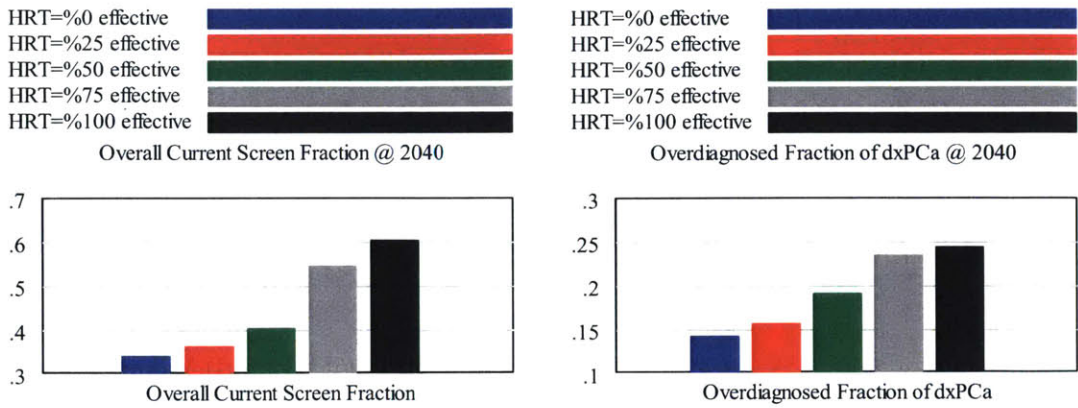 HRT=%0 effective
HRT=%25 effective
HRT=%50 effective
HRT=%75 effective
HRT=%100 effective
Overall Current Screen Fraction @ 2040
.7
.6
.5
.4
.3
Overall Current Screen Fraction
HRT=%0 effective
HRT=%25 effective
HRT=%50 effective
HRT=%75 effective
HRT=%100 effective
Overdiagnosed Fraction of dxPCa @ 2040
.3
.25
.2
.15
.1
Overdiagnosed Fraction of dxPCa